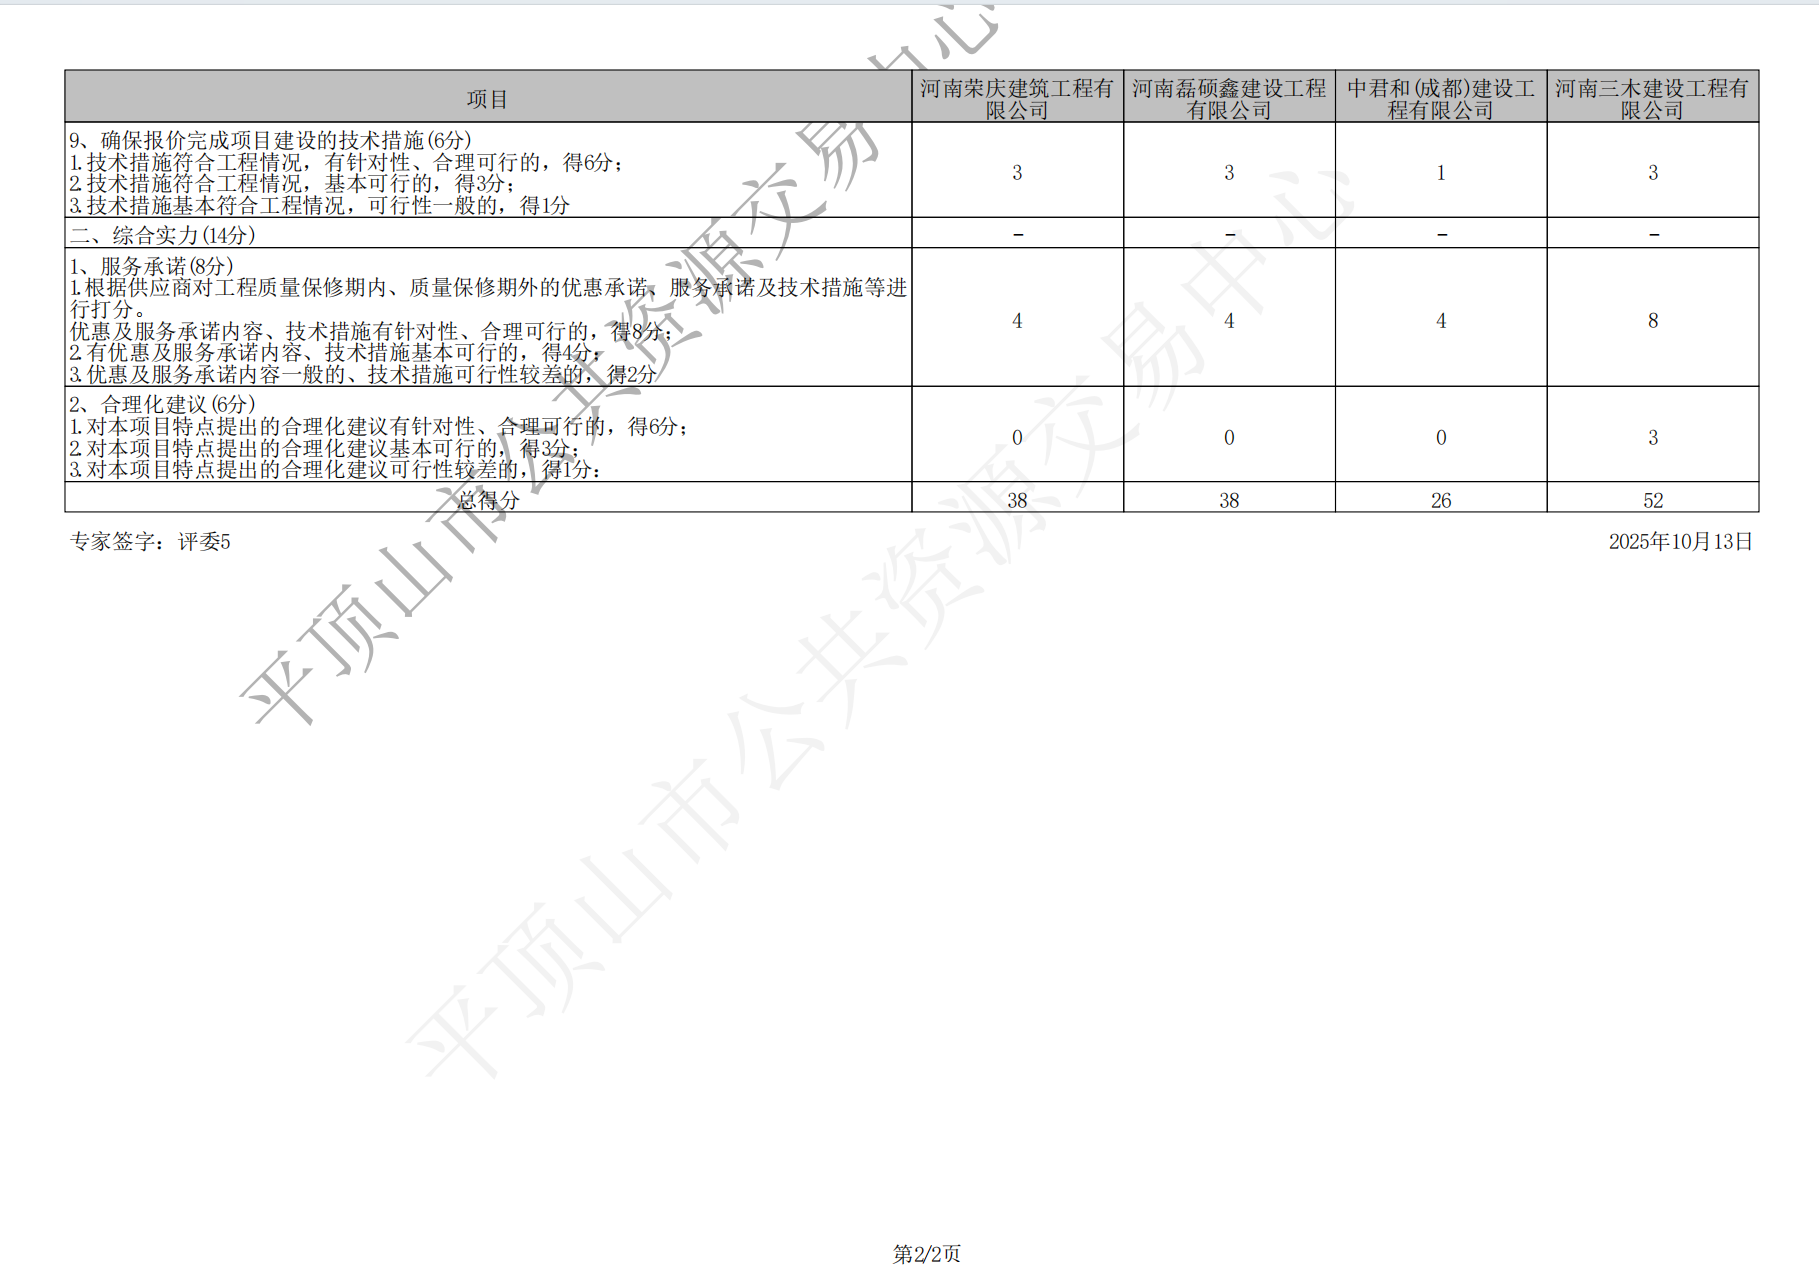 项目
河南荣庆建筑工程有
限公司
河南磊硕鑫建设工程
有限公司
中君和(成都)建设工
程有限公司
河南三木建设工程有
限公司
9、确保报价完成项目建设的技术措施(6分)
1.技术措施符合工程情况，有针对性、合理可行的，得6分；
2.技术措施符合工程情况，基本可行的，得3分；
3.技术措施基本符合工程情况，可行性一般的，得1分
3
3
1
3
二、综合实力(14分)
-
-
-
-
1、服务承诺(8分)
1.根据供应商对工程质量保修期内、质量保修期外的优惠承诺、服务承诺及技术措施等进
行打分。
优惠及服务承诺内容、技术措施有针对性、合理可行的，得8分；
2.有优惠及服务承诺内容、技术措施基本可行的，得4分；
3.优惠及服务承诺内容一般的、技术措施可行性较差的，得2分
4
4
4
8
2、合理化建议(6分)
1.对本项目特点提出的合理化建议有针对性、合理可行的，得6分；
2.对本项目特点提出的合理化建议基本可行的，得3分；
3.对本项目特点提出的合理化建议可行性较差的，得1分：
0
0
0
3
总得分
38
38
26
52
专家签字：评委5
2025年10月13日
平顶山市公共资源交易中心
平顶山市公共资源交易中心
第2/2页